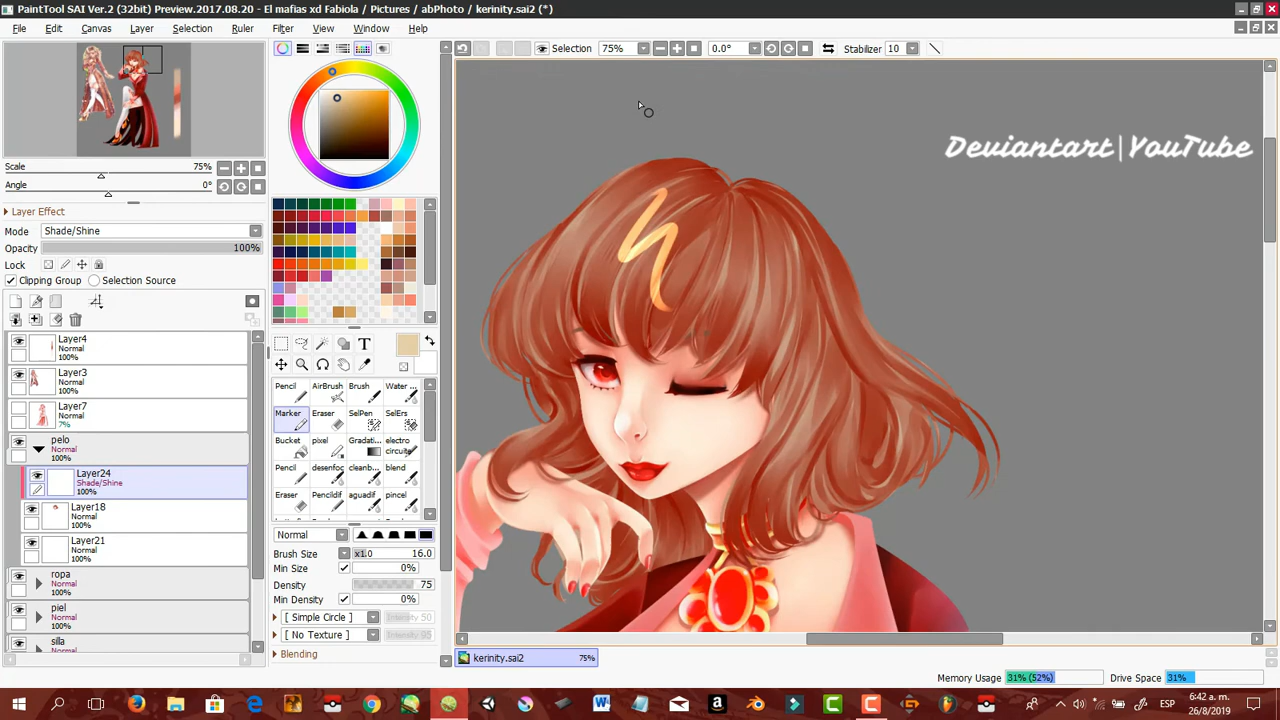 PaintTool SAI Ver.2 (32bit) Preview.2017.08.20 - El mafias xd Fabiola / Pictures / abPhoto / kerinity.sai2 (*)
File Edit Canvas Layer Selection Ruler Filter View Window Help
Selection 75% 0.0° Stabilizer 10
Deviantart|YouTube
Scale 75%
Angle 0°
Layer Effect
Mode Shade/Shine
Opacity 100%
Lock
Clipping Group Selection Source
Layer4
Normal
100%
Layer3
Normal
100%
Layer7
Normal
7%
pelo
Normal
100%
Layer24
Shade/Shine
100%
Layer18
Normal
100%
Layer21
Normal
100%
ropa
Normal
100%
piel
Normal
100%
silla
Normal
T
Pencil AirBrush Brush Water ...
Marker Eraser SelPen SelErs
Bucket pixel Gradati... electro
circuite
Pencil desenfoc cleanb... blend
Eraser Pencildif aguadif pincel
Normal
Brush Size x1.0 16.0
Min Size 0%
Density 75
Min Density 0%
[ Simple Circle ] Intensity 50
[ No Texture ] Intensity 95
Blending
kerinity.sai2 75%
Memory Usage 31% (52%) Drive Space 31%
ESP
6:42 a. m.
26/8/2019